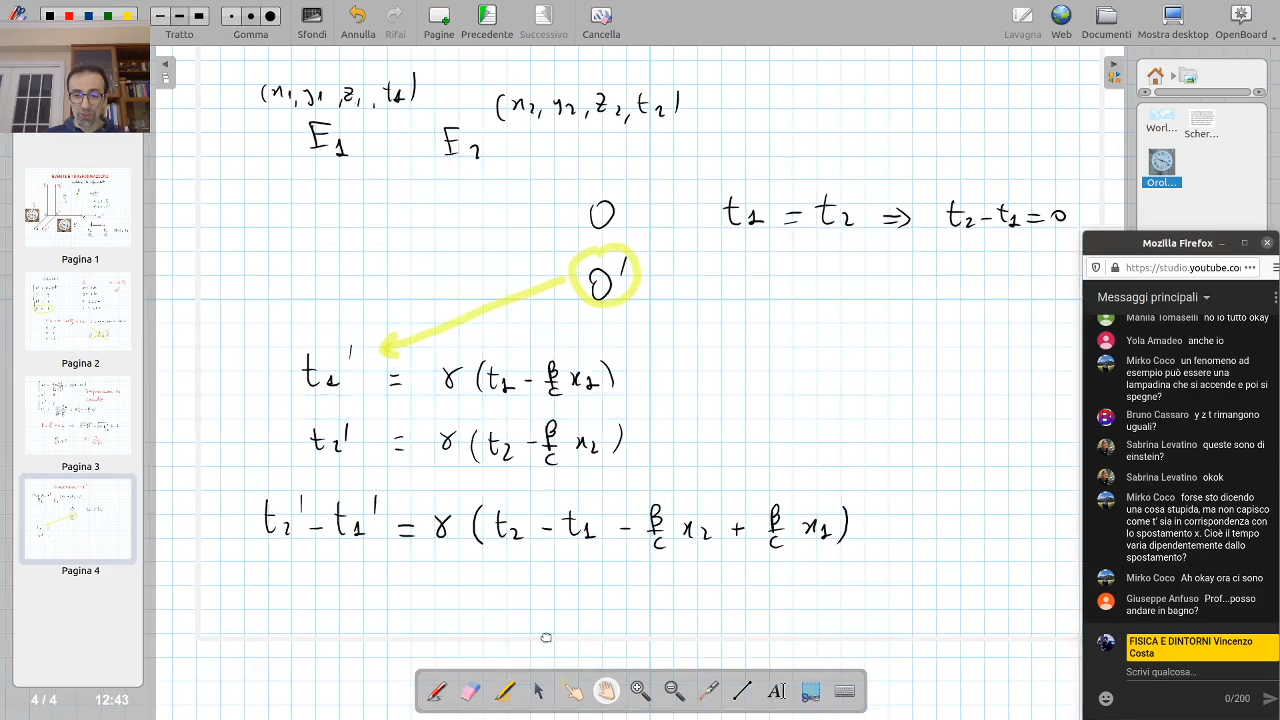 Tratto
Gomma
Sfondi
Annulla
Rifai
Pagine
Precedente
Successivo
Cancella
Lavagna
Web
Documenti
Mostra desktop
OpenBoard
Pagina 1
Pagina 2
Pagina 3
Pagina 4
4 / 4
12:43
(x1, y1, z1, t1)
(x2, y2, z2, t2)
E1
E2
O
t1 = t2 ⇒ t2 - t1 = 0
O'
t1' = γ (t1 - β/c x1)
t2' = γ (t2 - β/c x2)
t2' - t1' = γ (t2 - t1 - β/c x2 + β/c x1)
Worl...
Scher...
Orol...
Mozilla Firefox
https://studio.youtube.co
Messaggi principali
Manila Tomaselli no io tutto okay
Yola Amadeo anche io
Mirko Coco un fenomeno ad
esempio può essere una
lampadina che si accende e poi si
spegne?
Bruno Cassaro y z t rimangono
uguali?
Sabrina Levatino queste sono di
einstein?
Sabrina Levatino okok
Mirko Coco forse sto dicendo
una cosa stupida, ma non capisco
come t' sia in corrispondenza con
lo spostamento x. Cioè il tempo
varia dipendentemente dallo
spostamento?
Mirko Coco Ah okay ora ci sono
Giuseppe Anfuso Prof...posso
andare in bagno?
FISICA E DINTORNI Vincenzo
Costa
Scrivi qualcosa...
0/200